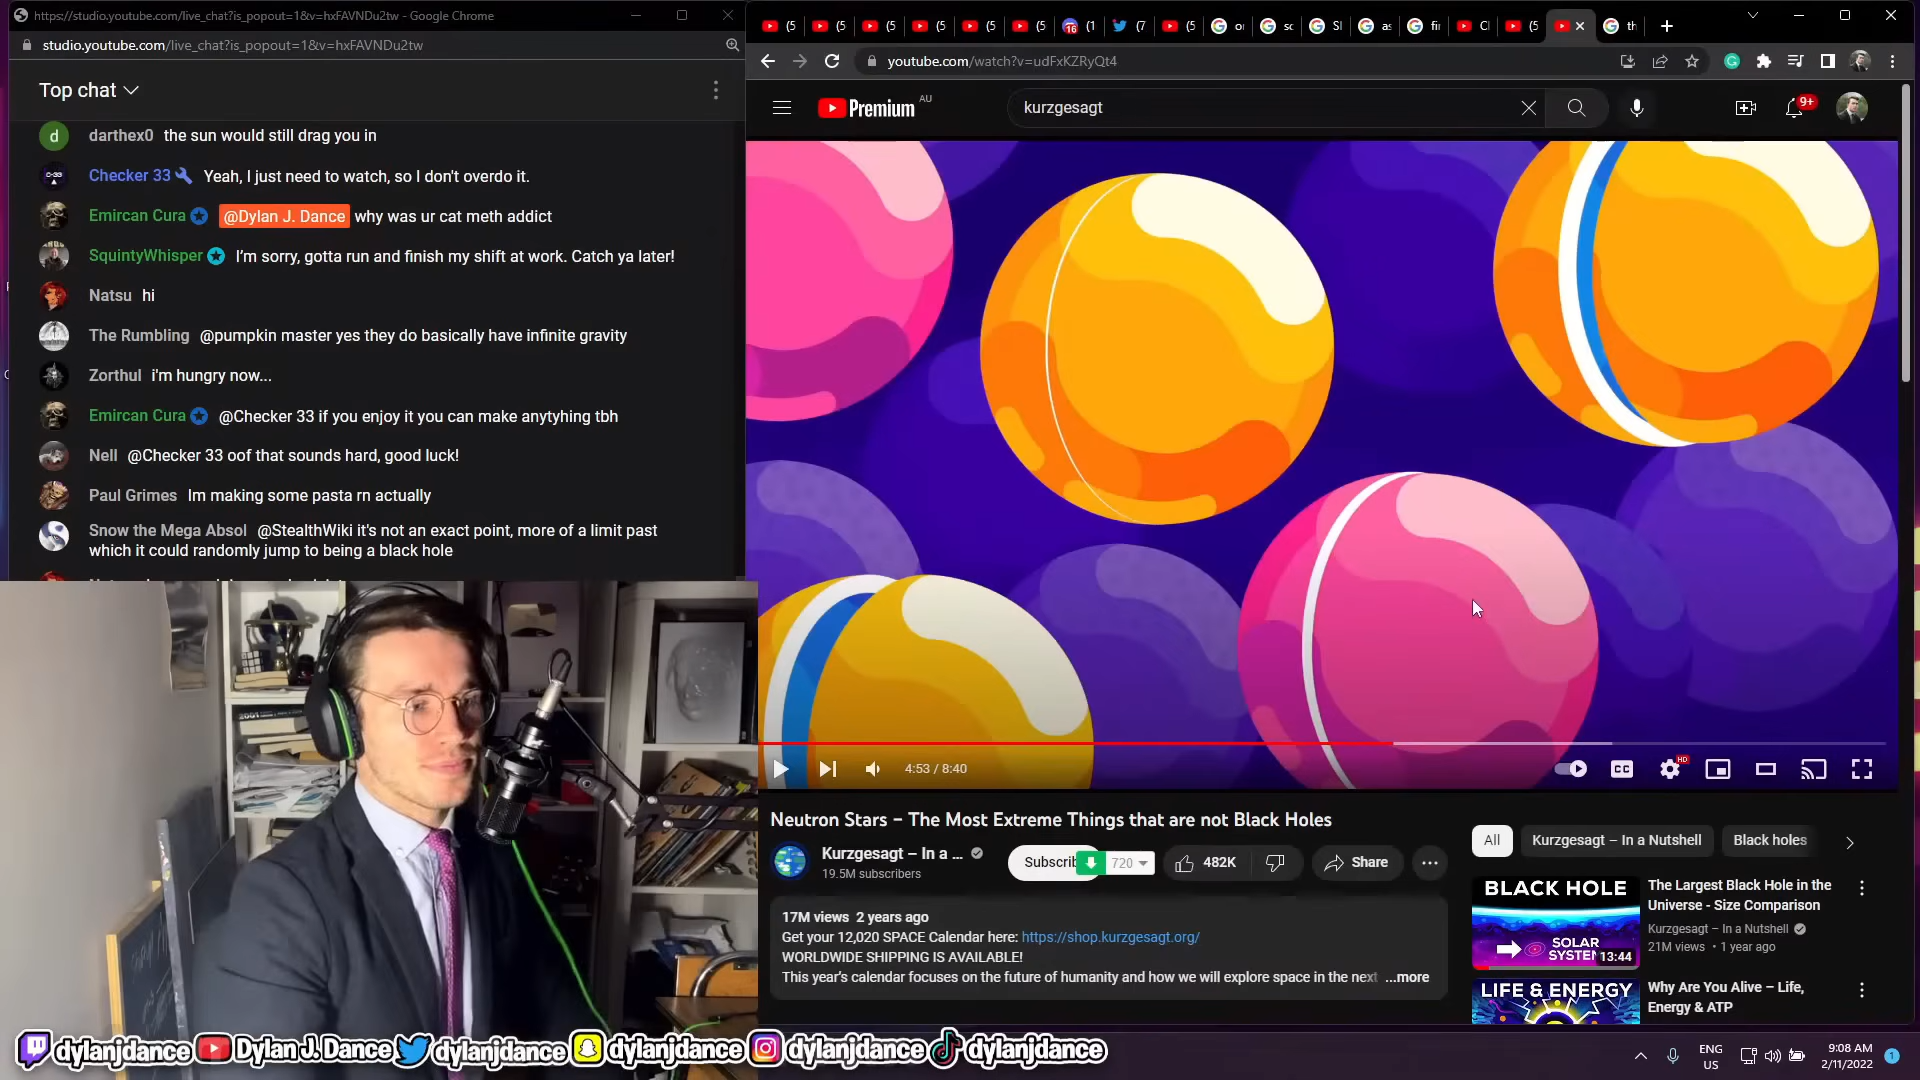 https://studio.youtube.com/live_chat?is_popout=1&v=hxFAVNDu2tw - Google Chrome
studio.youtube.com/live_chat?is_popout=1&v=hxFAVNDu2tw
Top chat
d darthex0 the sun would still drag you in
Checker 33 Yeah, I just need to watch, so I don't overdo it.
Emircan Cura @Dylan J. Dance why was ur cat meth addict
SquintyWhisper I'm sorry, gotta run and finish my shift at work. Catch ya later!
Natsu hi
The Rumbling @pumpkin master yes they do basically have infinite gravity
Zorthul i'm hungry now...
Emircan Cura @Checker 33 if you enjoy it you can make anytyhing tbh
Nell @Checker 33 oof that sounds hard, good luck!
Paul Grimes Im making some pasta rn actually
Snow the Mega Absol @StealthWiki it's not an exact point, more of a limit past
which it could randomly jump to being a black hole
youtube.com/watch?v=udFxKZRyQt4
Premium AU
kurzgesagt
9+
4:53 / 8:40
HD
Neutron Stars – The Most Extreme Things that are not Black Holes
Kurzgesagt – In a ...
19.5M subscribers
Subscrib
720
482K
Share
17M views 2 years ago
Get your 12,020 SPACE Calendar here: https://shop.kurzgesagt.org/
WORLDWIDE SHIPPING IS AVAILABLE!
This year's calendar focuses on the future of humanity and how we will explore space in the next ...more
All
Kurzgesagt – In a Nutshell
Black holes
BLACK HOLE
SOLAR
SYSTEM
13:44
The Largest Black Hole in the
Universe - Size Comparison
Kurzgesagt – In a Nutshell
21M views • 1 year ago
LIFE & ENERGY
Why Are You Alive – Life,
Energy & ATP
2001
dylanjdance
Dylan J. Dance
dylanjdance
dylanjdance
dylanjdance
dylanjdance
ENG
US
9:08 AM
2/11/2022
1